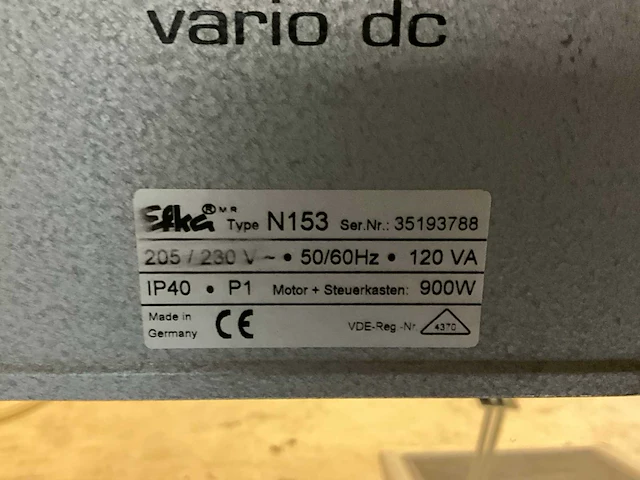 vario dc
Efka® MR Type N153 Ser.Nr.: 35193788
205 / 230 V ~ • 50/60Hz • 120 VA
IP40 • P1 Motor + Steuerkasten: 900W
Made in
Germany CE VDE-Reg.-Nr. 4370